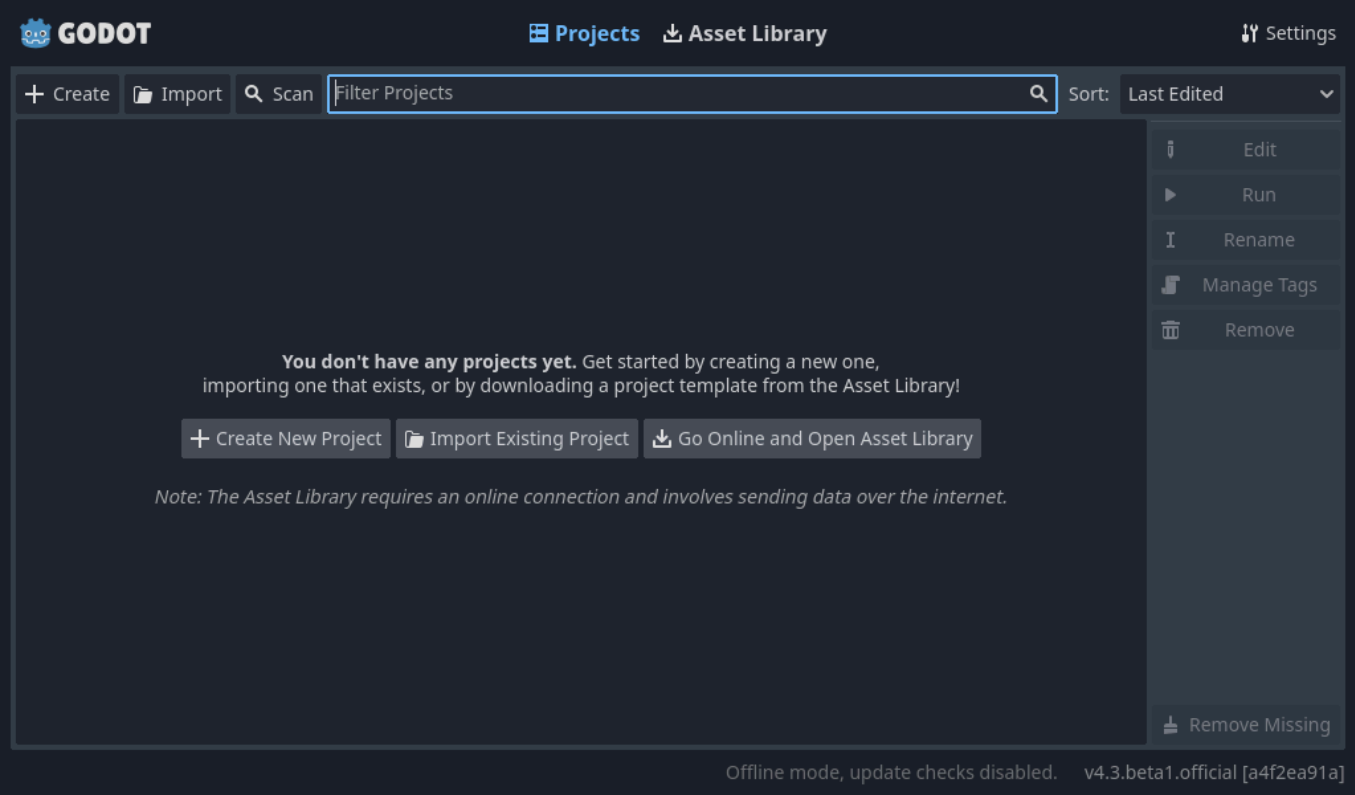 GODOT
Projects
Asset Library
Settings
Create
Import
Scan
Filter Projects
Sort:
Last Edited
Edit
Run
Rename
Manage Tags
Remove
You don't have any projects yet. Get started by creating a new one,
importing one that exists, or by downloading a project template from the Asset Library!
Create New Project
Import Existing Project
Go Online and Open Asset Library
Note: The Asset Library requires an online connection and involves sending data over the internet.
Remove Missing
Offline mode, update checks disabled.
v4.3.beta1.official [a4f2ea91a]